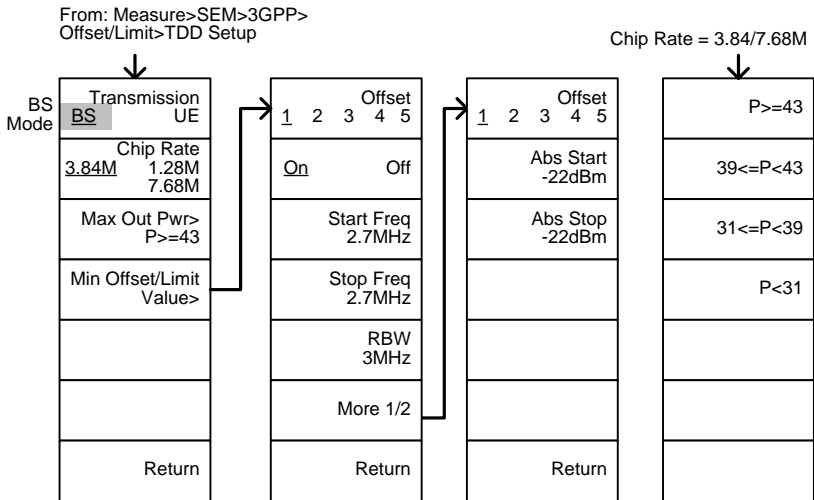 From: Measure>SEM>3GPP>
Offset/Limit>TDD Setup
Chip Rate = 3.84/7.68M
BS
Mode
Transmission
BS UE
Chip Rate
3.84M 1.28M
7.68M
Max Out Pwr>
P>=43
Min Offset/Limit
Value>
Return
Offset
1 2 3 4 5
On Off
Start Freq
2.7MHz
Stop Freq
2.7MHz
RBW
3MHz
More 1/2
Return
Offset
1 2 3 4 5
Abs Start
-22dBm
Abs Stop
-22dBm
Return
P>=43
39<=P<43
31<=P<39
P<31